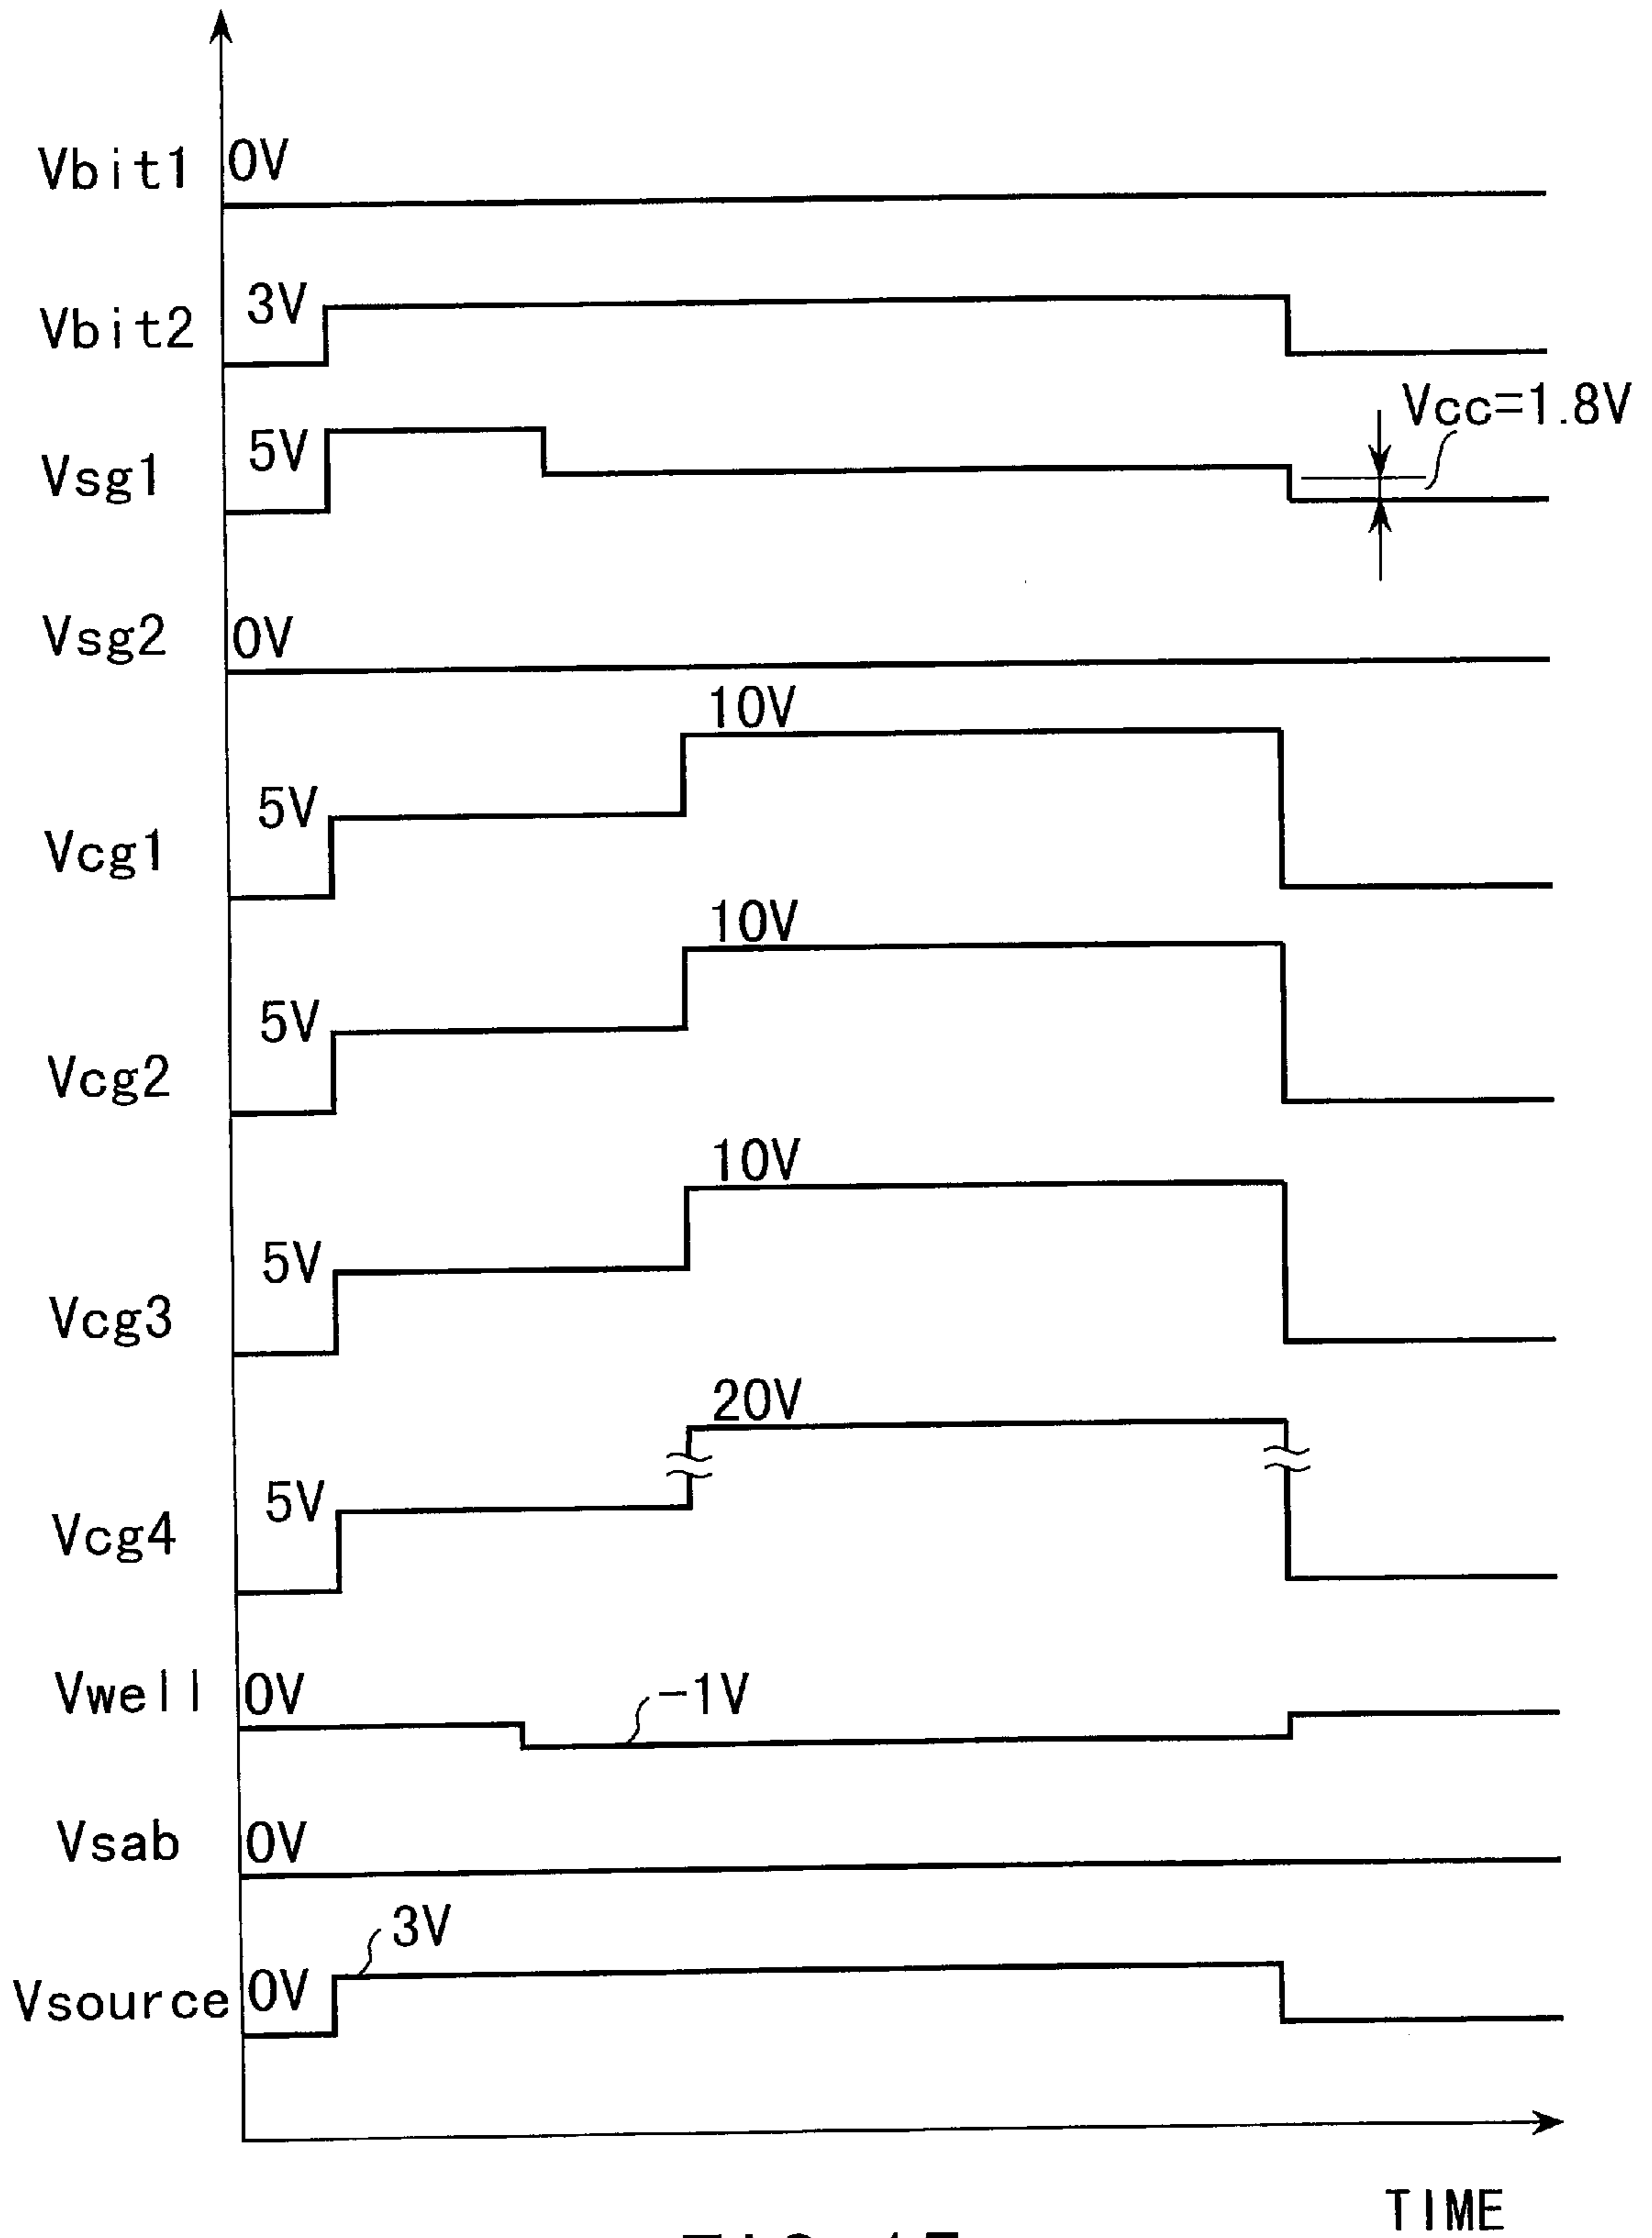 Vbit1 0V
Vbit2 3V
Vcc=1.8V
Vsg1 5V
Vsg2 0V
10V
Vcg1 5V
10V
Vcg2 5V
10V
Vcg3 5V
20V
Vcg4 5V
Vwell 0V -1V
Vsab 0V
3V
Vsource 0V
TIME